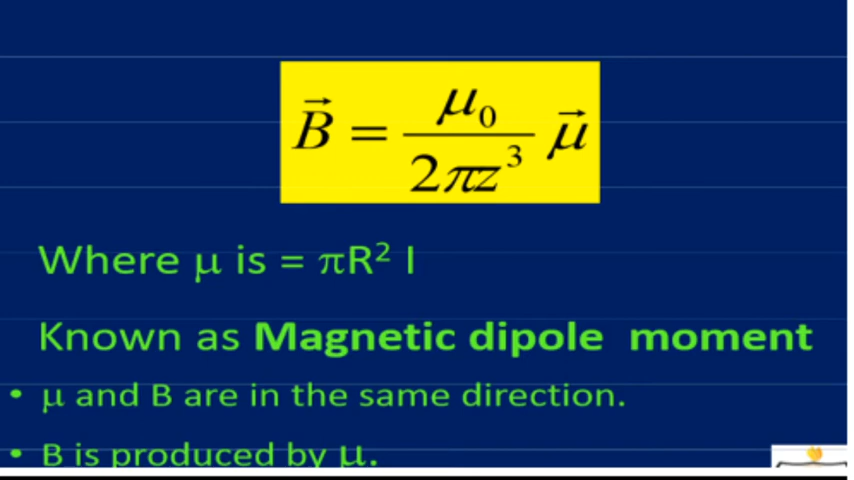 B⃗ = μ₀ / 2πz³ μ⃗
Where μ is = πR² I
Known as Magnetic dipole moment
• μ and B are in the same direction.
• B is produced by μ.